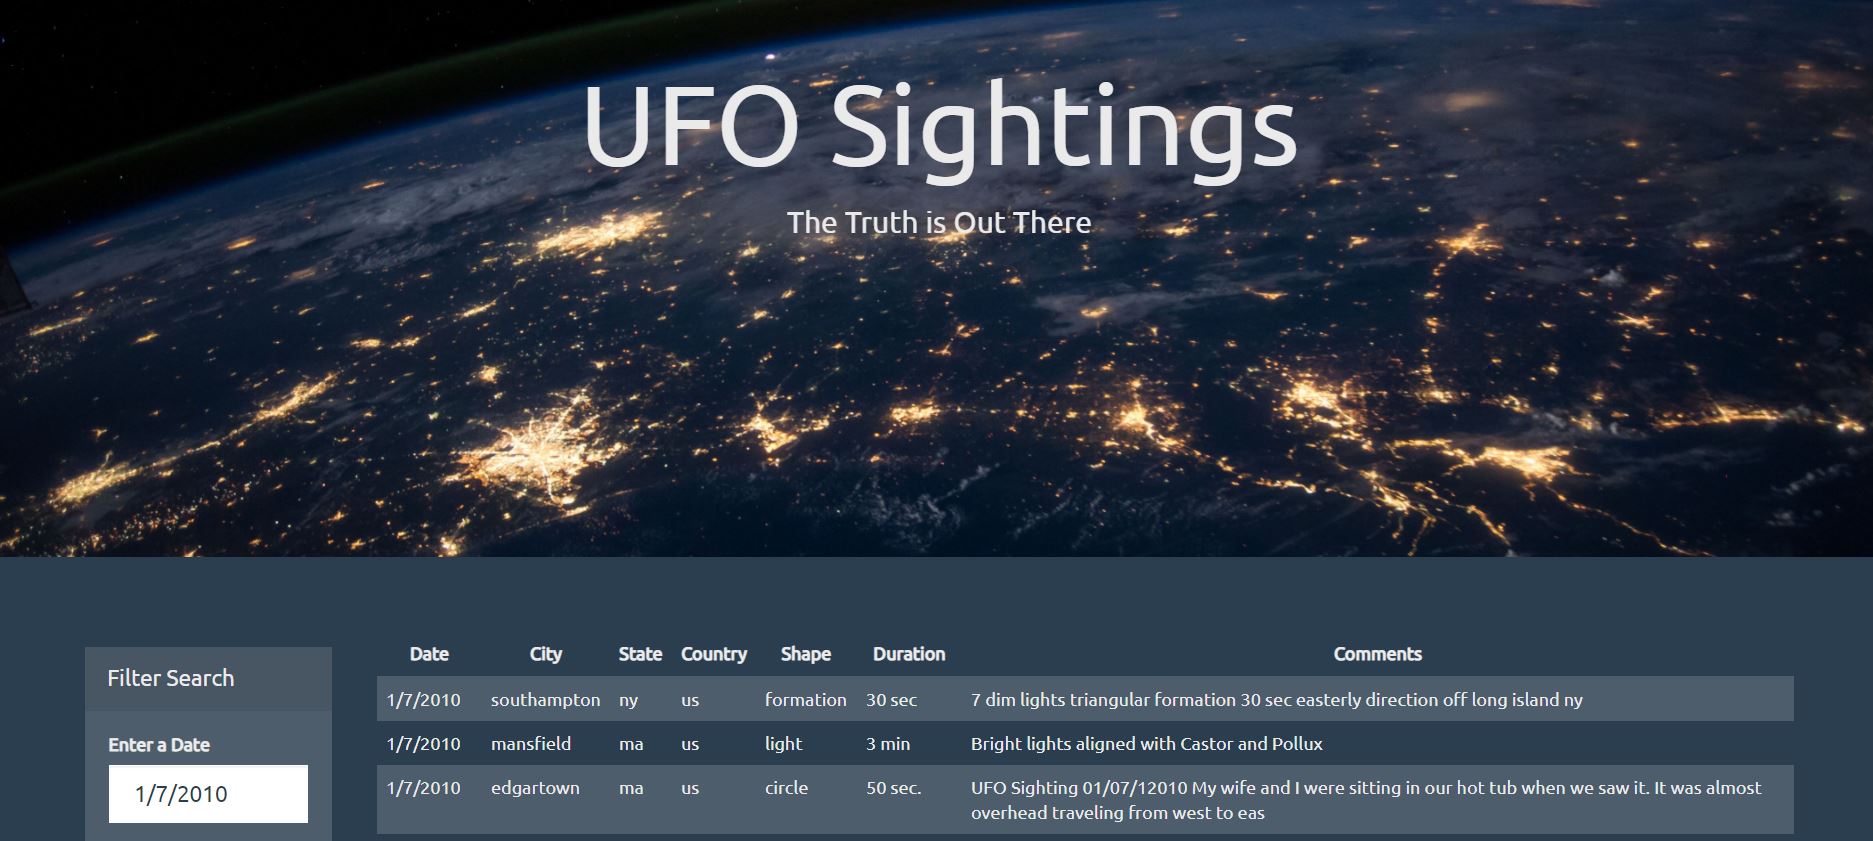 UFO Sightings
The Truth is Out There
Filter Search
Enter a Date
1/7/2010
Date City State Country Shape Duration Comments
1/7/2010 southampton ny us formation 30 sec 7 dim lights triangular formation 30 sec easterly direction off long island ny
1/7/2010 mansfield ma us light 3 min Bright lights aligned with Castor and Pollux
1/7/2010 edgartown ma us circle 50 sec. UFO Sighting 01/07/12010 My wife and I were sitting in our hot tub when we saw it. It was almost
overhead traveling from west to eas